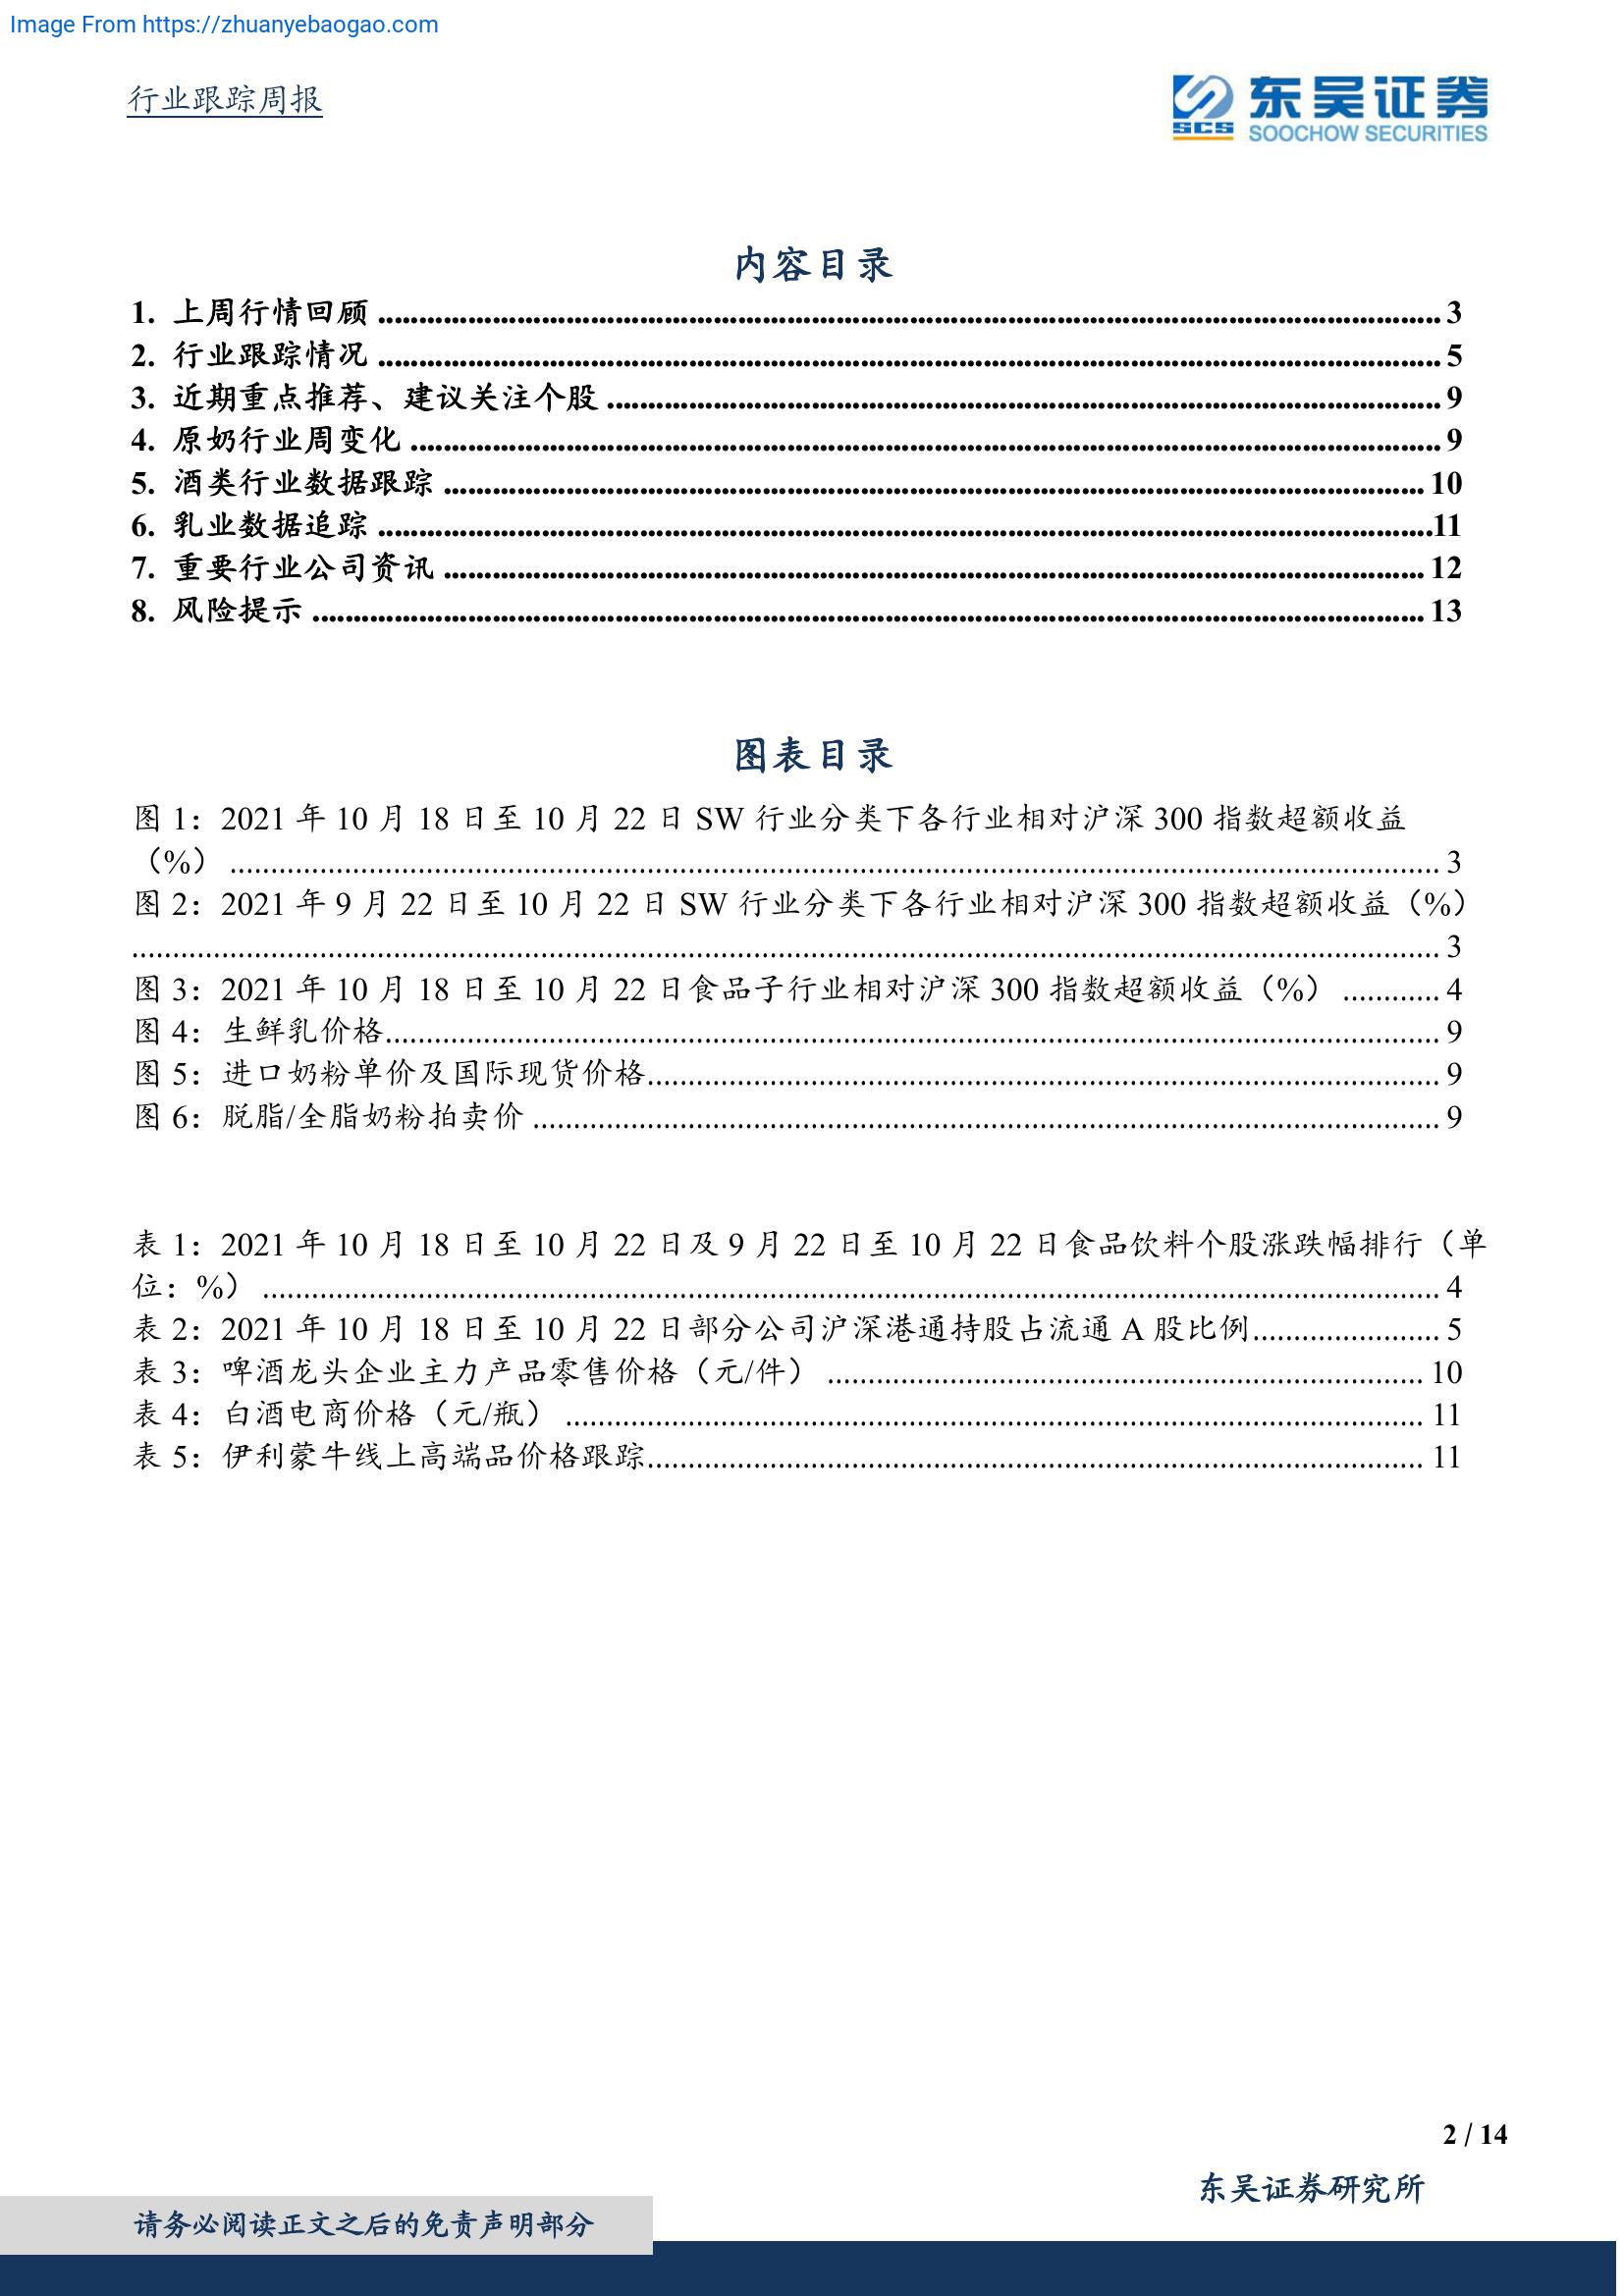 Image From https://zhuanyebaogao.com
行业跟踪周报
东吴证券
SCS
SOOCHOW SECURITIES
内容目录
1. 上周行情回顾 ........................................ 3
2. 行业跟踪情况 ........................................ 5
3. 近期重点推荐、建议关注个股 ........................................ 9
4. 原奶行业周变化 ........................................ 9
5. 酒类行业数据跟踪 ........................................ 10
6. 乳业数据追踪 ........................................ 11
7. 重要行业公司资讯 ........................................ 12
8. 风险提示 ........................................ 13
图表目录
图 1：2021 年 10 月 18 日至 10 月 22 日 SW 行业分类下各行业相对沪深 300 指数超额收益
（%） ........................................ 3
图 2：2021 年 9 月 22 日至 10 月 22 日 SW 行业分类下各行业相对沪深 300 指数超额收益（%）
........................................ 3
图 3：2021 年 10 月 18 日至 10 月 22 日食品子行业相对沪深 300 指数超额收益（%） ............ 4
图 4：生鲜乳价格........................................ 9
图 5：进口奶粉单价及国际现货价格........................................ 9
图 6：脱脂/全脂奶粉拍卖价 ........................................ 9
表 1：2021 年 10 月 18 日至 10 月 22 日及 9 月 22 日至 10 月 22 日食品饮料个股涨跌幅排行（单
位：%） ........................................ 4
表 2：2021 年 10 月 18 日至 10 月 22 日部分公司沪深港通持股占流通 A 股比例....................... 5
表 3：啤酒龙头企业主力产品零售价格（元/件） ........................................ 10
表 4：白酒电商价格（元/瓶） ........................................ 11
表 5：伊利蒙牛线上高端品价格跟踪........................................ 11
2 / 14
东吴证券研究所
请务必阅读正文之后的免责声明部分